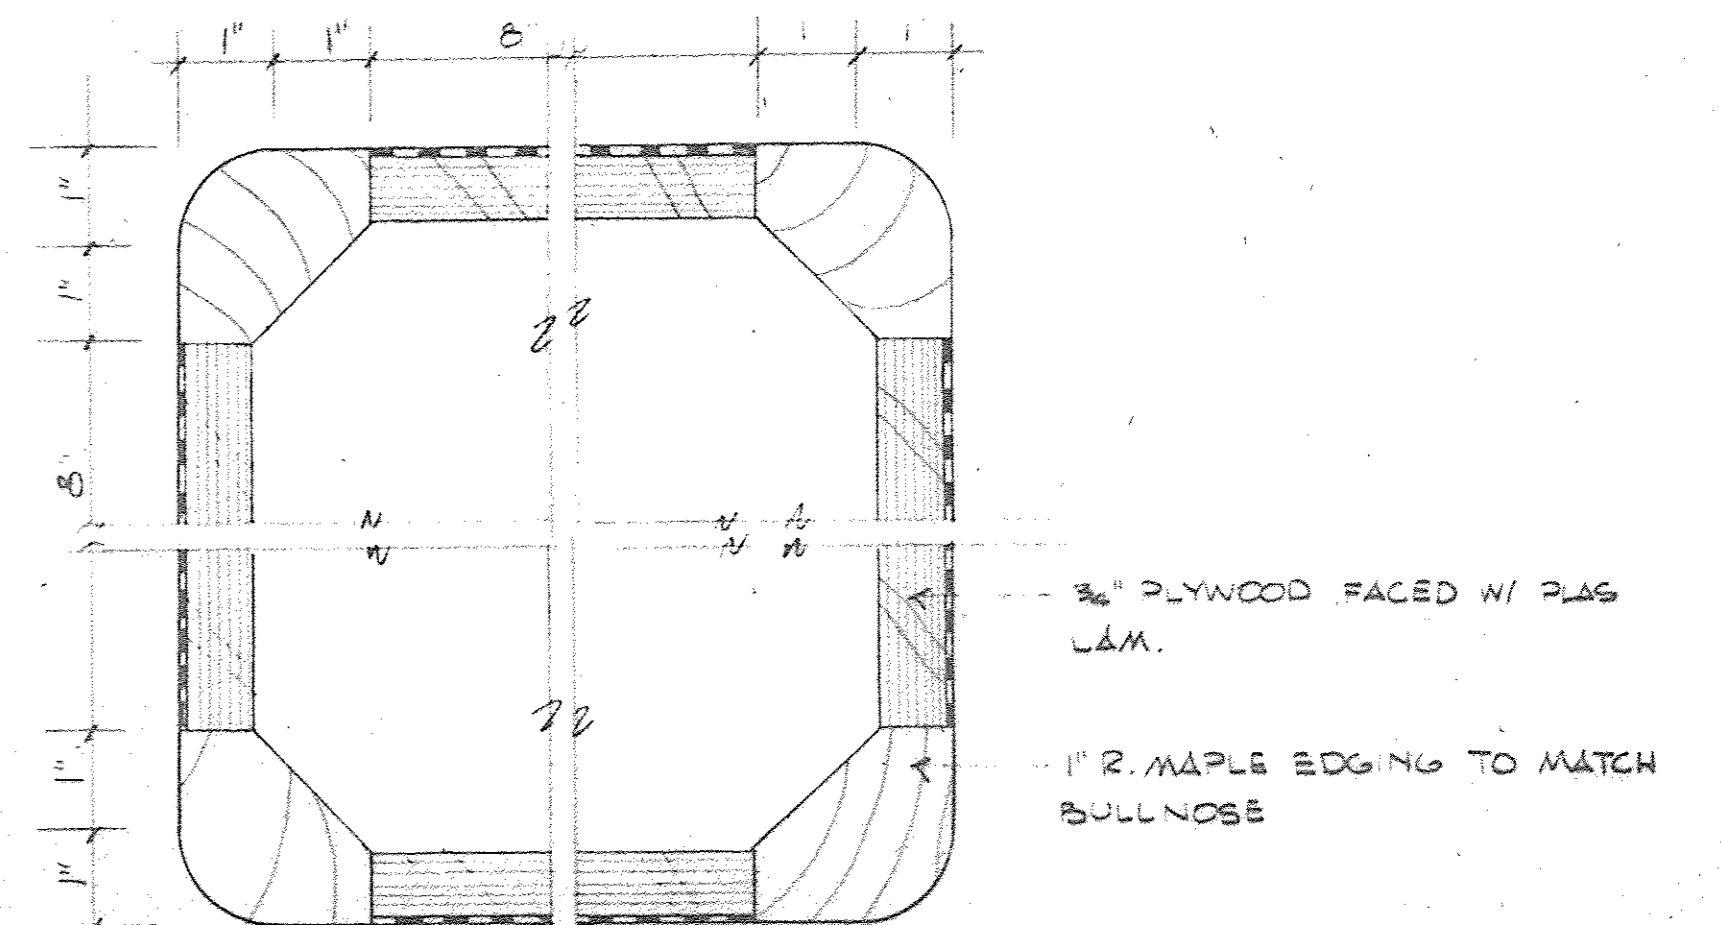 1" 1" 8" 1 1
1"
1"
8"
3/4" PLYWOOD FACED W/ PLAS
LAM.
1" R. MAPLE EDGING TO MATCH
BULLNOSE
1"
1"